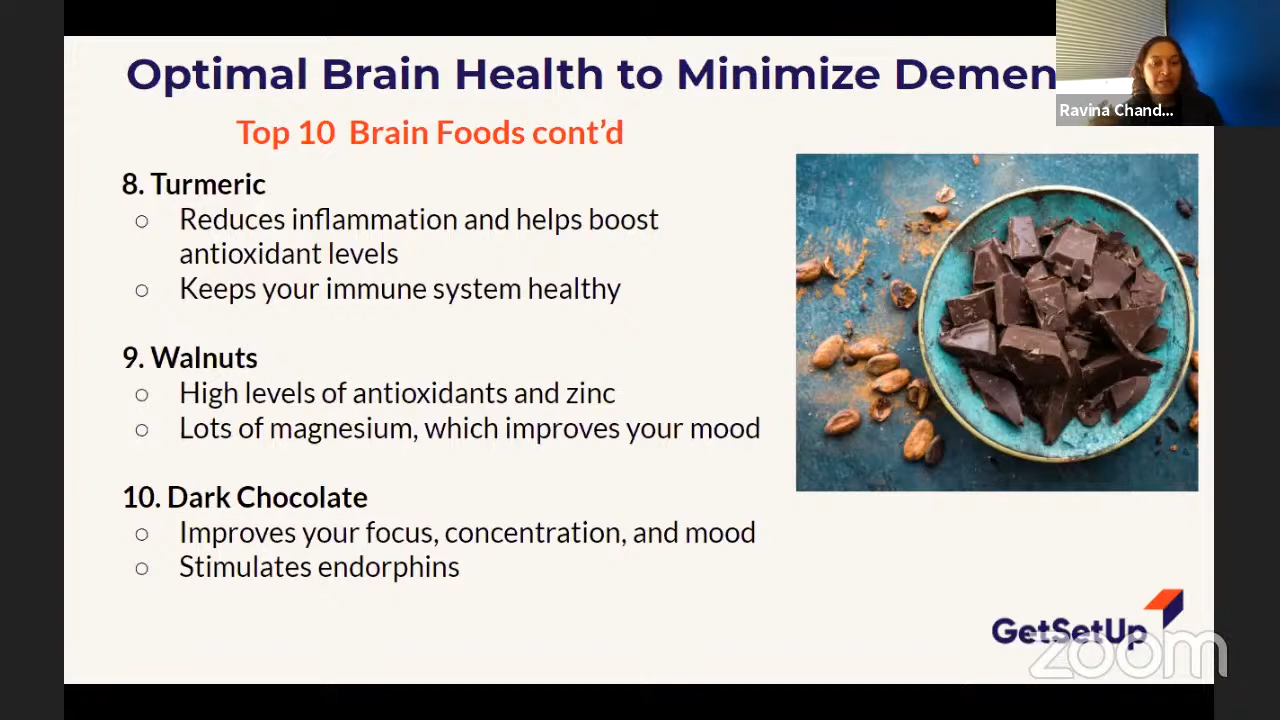 Optimal Brain Health to Minimize Demen
Ravina Chand...
Top 10 Brain Foods cont'd
8. Turmeric
○ Reduces inflammation and helps boost
antioxidant levels
○ Keeps your immune system healthy
9. Walnuts
○ High levels of antioxidants and zinc
○ Lots of magnesium, which improves your mood
10. Dark Chocolate
○ Improves your focus, concentration, and mood
○ Stimulates endorphins
GetSetUp
zoom